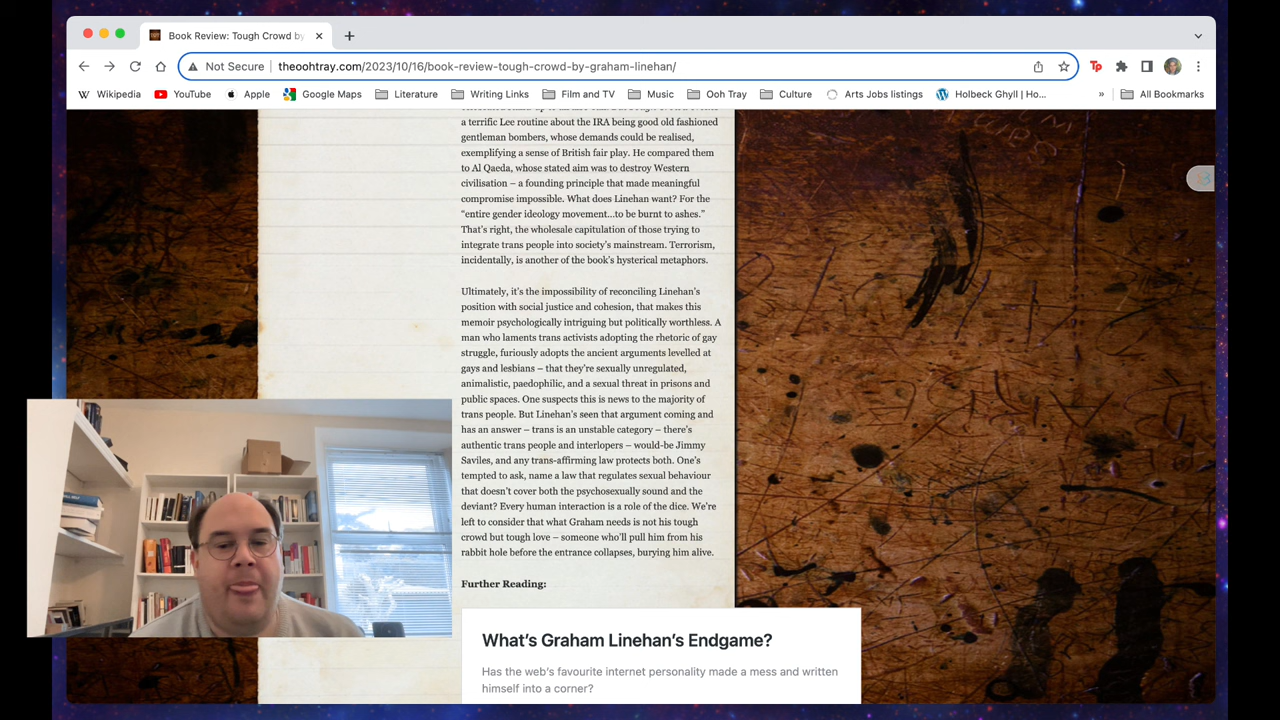 Book Review: Tough Crowd by
Not Secure
theoohtray.com/2023/10/16/book-review-tough-crowd-by-graham-linehan/
Wikipedia YouTube Apple Google Maps Literature Writing Links Film and TV Music Ooh Tray Culture Arts Jobs listings Holbeck Ghyll | Ho... » All Bookmarks
a terrific Lee routine about the IRA being good old fashioned
gentleman bombers, whose demands could be realised,
exemplifying a sense of British fair play. He compared them
to Al Qaeda, whose stated aim was to destroy Western
civilisation – a founding principle that made meaningful
compromise impossible. What does Linehan want? For the
“entire gender ideology movement…to be burnt to ashes.”
That’s right, the wholesale capitulation of those trying to
integrate trans people into society’s mainstream. Terrorism,
incidentally, is another of the book’s hysterical metaphors.
Ultimately, it’s the impossibility of reconciling Linehan’s
position with social justice and cohesion, that makes this
memoir psychologically intriguing but politically worthless. A
man who laments trans activists adopting the rhetoric of gay
struggle, furiously adopts the ancient arguments levelled at
gays and lesbians – that they’re sexually unregulated,
animalistic, paedophilic, and a sexual threat in prisons and
public spaces. One suspects this is news to the majority of
trans people. But Linehan’s seen that argument coming and
has an answer – trans is an unstable category – there’s
authentic trans people and interlopers – would-be Jimmy
Saviles, and any trans-affirming law protects both. One’s
tempted to ask, name a law that regulates sexual behaviour
that doesn’t cover both the psychosexually sound and the
deviant? Every human interaction is a role of the dice. We’re
left to consider that what Graham needs is not his tough
crowd but tough love – someone who’ll pull him from his
rabbit hole before the entrance collapses, burying him alive.
Further Reading:
What’s Graham Linehan’s Endgame?
Has the web’s favourite internet personality made a mess and written
himself into a corner?